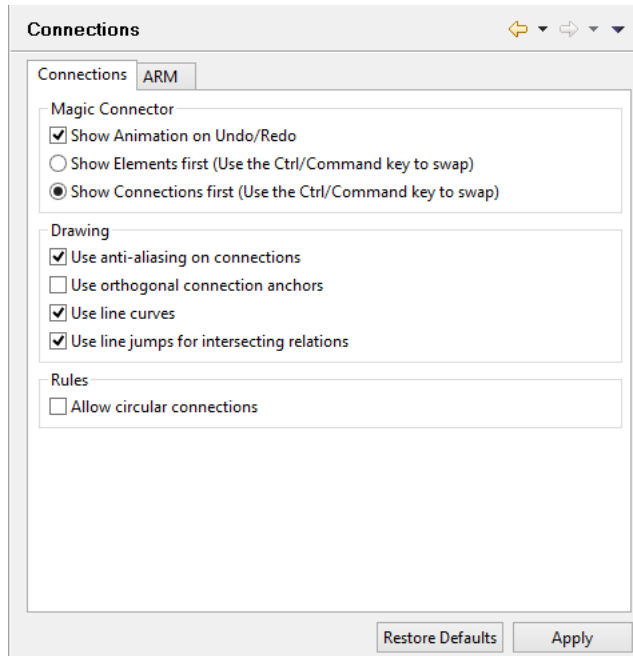 Connections
Connections
ARM
Magic Connector
Show Animation on Undo/Redo
Show Elements first (Use the Ctrl/Command key to swap)
Show Connections first (Use the Ctrl/Command key to swap)
Drawing
Use anti-aliasing on connections
Use orthogonal connection anchors
Use line curves
Use line jumps for intersecting relations
Rules
Allow circular connections
Restore Defaults
Apply